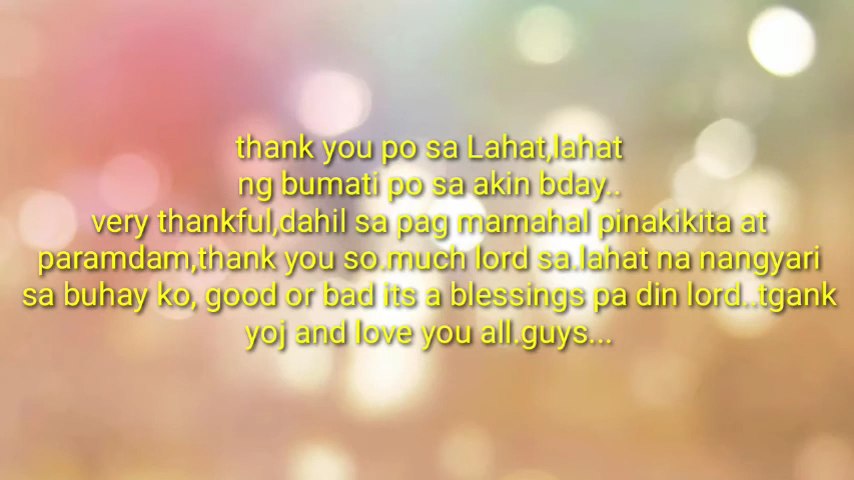 thank you po sa Lahat,lahat
ng bumati po sa akin bday..
very thankful,dahil sa pag mamahal pinakikita at
paramdam,thank you so.much lord sa.lahat na nangyari
sa buhay ko, good or bad its a blessings pa din lord..tgank
yoj and love you all.guys...